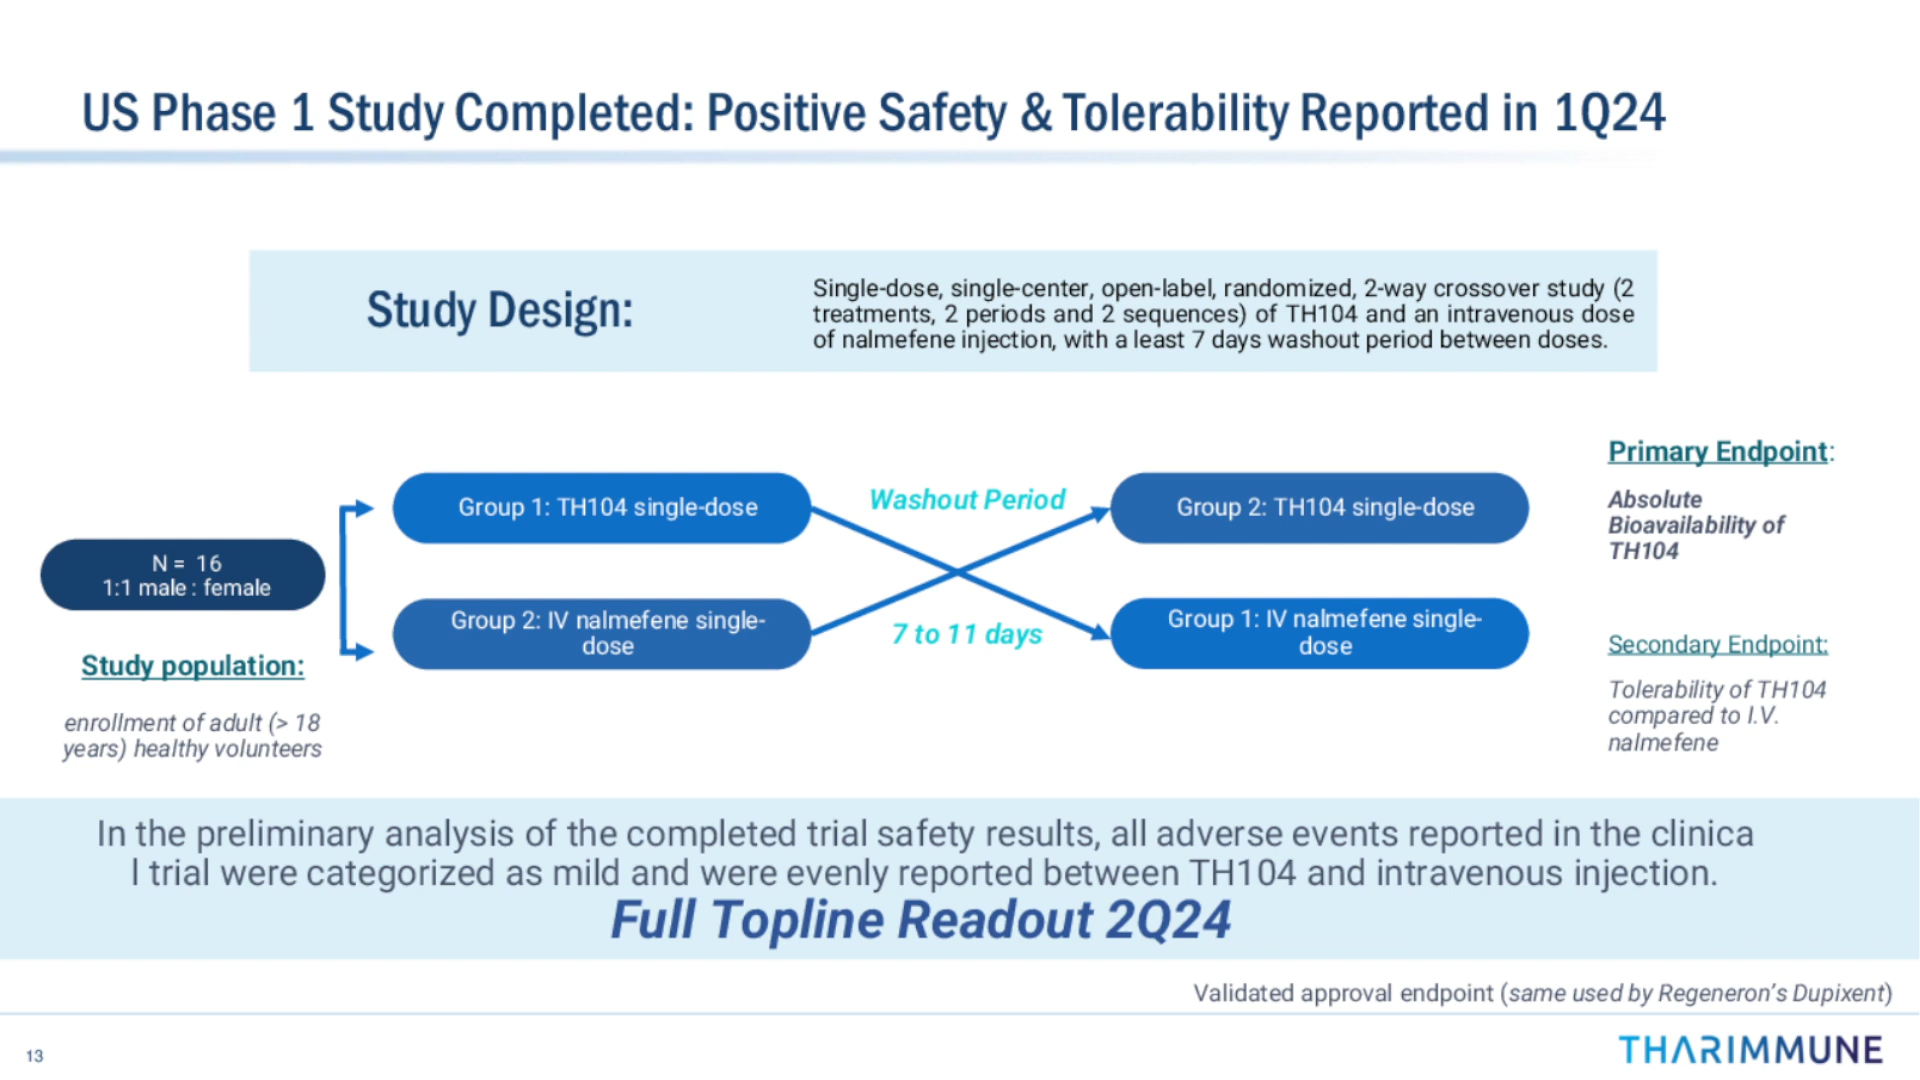 US Phase 1 Study Completed: Positive Safety & Tolerability Reported in 1Q24
Study Design:
Single-dose, single-center, open-label, randomized, 2-way crossover study (2
treatments, 2 periods and 2 sequences) of TH104 and an intravenous dose
of nalmefene injection, with a least 7 days washout period between doses.
N = 16
1:1 male : female
Study population:
enrollment of adult (> 18
years) healthy volunteers
Group 1: TH104 single-dose
Group 2: IV nalmefene single-
dose
Washout Period
7 to 11 days
Group 2: TH104 single-dose
Group 1: IV nalmefene single-
dose
Primary Endpoint:
Absolute
Bioavailability of
TH104
Secondary Endpoint:
Tolerability of TH104
compared to I.V.
nalmefene
In the preliminary analysis of the completed trial safety results, all adverse events reported in the clinica
l trial were categorized as mild and were evenly reported between TH104 and intravenous injection.
Full Topline Readout 2Q24
Validated approval endpoint (same used by Regeneron's Dupixent)
13
THARIMMUNE